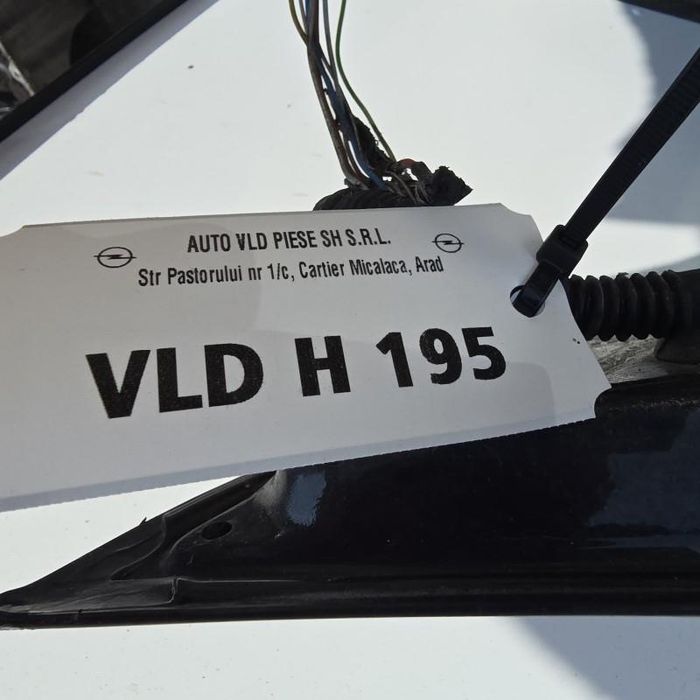 AUTO VLD PIESE SH S.R.L.
Str Pastorului nr 1/c, Cartier Micalaca, Arad
VLD H 195